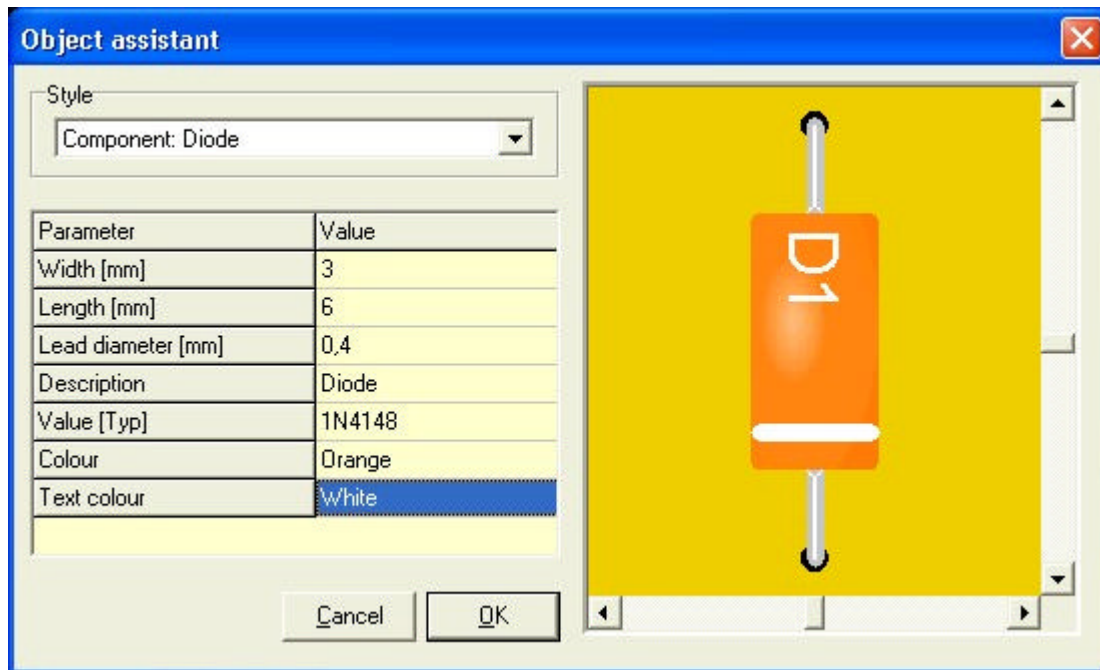 Object assistant
Style
Component: Diode
Parameter Value
Width [mm] 3
Length [mm] 6
Lead diameter [mm] 0,4
Description Diode
Value [Typ] 1N4148
Colour Orange
Text colour White
Cancel OK
D1